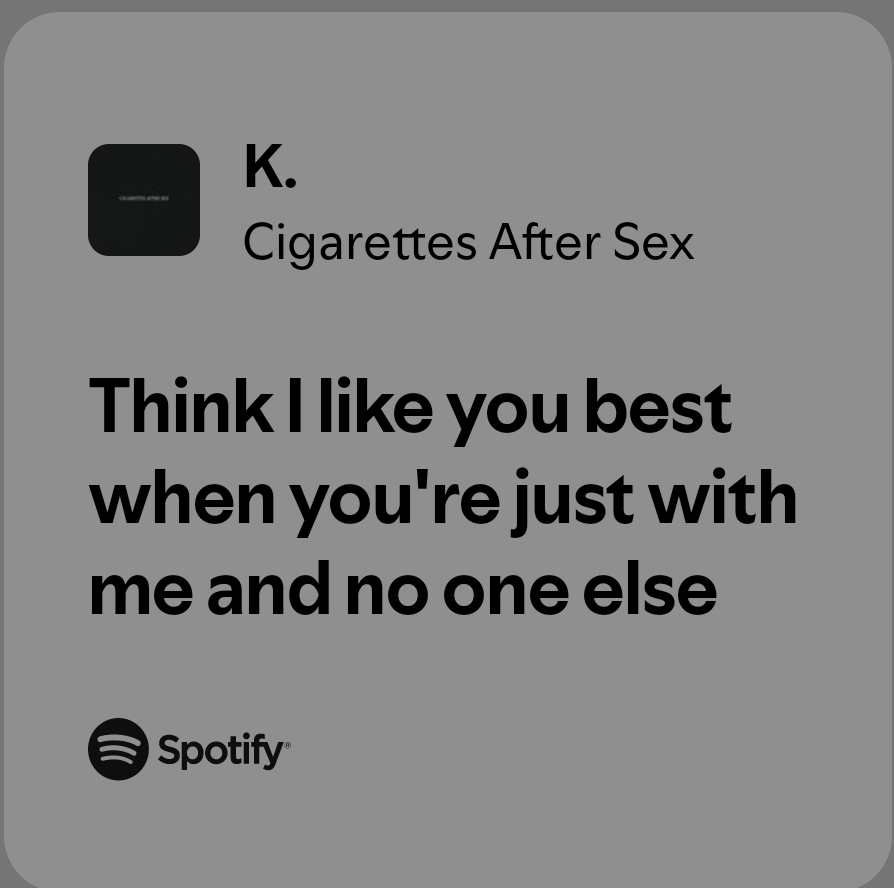 CIGARETTES AFTER SEX
K.
Cigarettes After Sex
Think I like you best
when you're just with
me and no one else
Spotify®